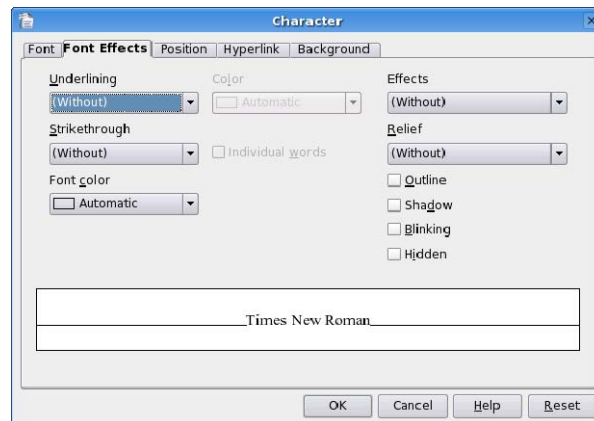 Character
Font Font Effects Position Hyperlink Background
Underlining Color Effects
(Without) Automatic (Without)
Strikethrough Relief
(Without) Individual words (Without)
Font color Outline
Automatic Shadow
Blinking
Hidden
Times New Roman
OK Cancel Help Reset